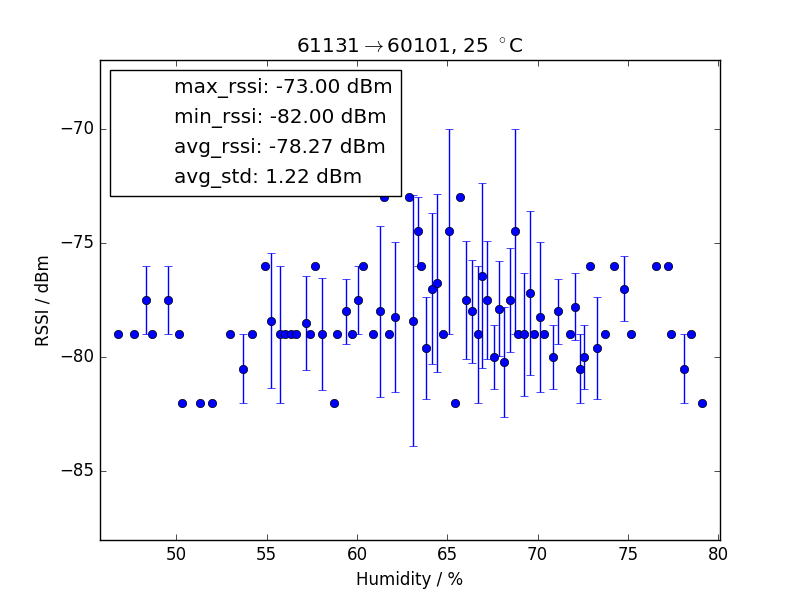 61131→60101, 25 °C
max_rssi: -73.00 dBm
min_rssi: -82.00 dBm
avg_rssi: -78.27 dBm
avg_std: 1.22 dBm
−70
−75
−80
−85
RSSI / dBm
50 55 60 65 70 75 80
Humidity / %